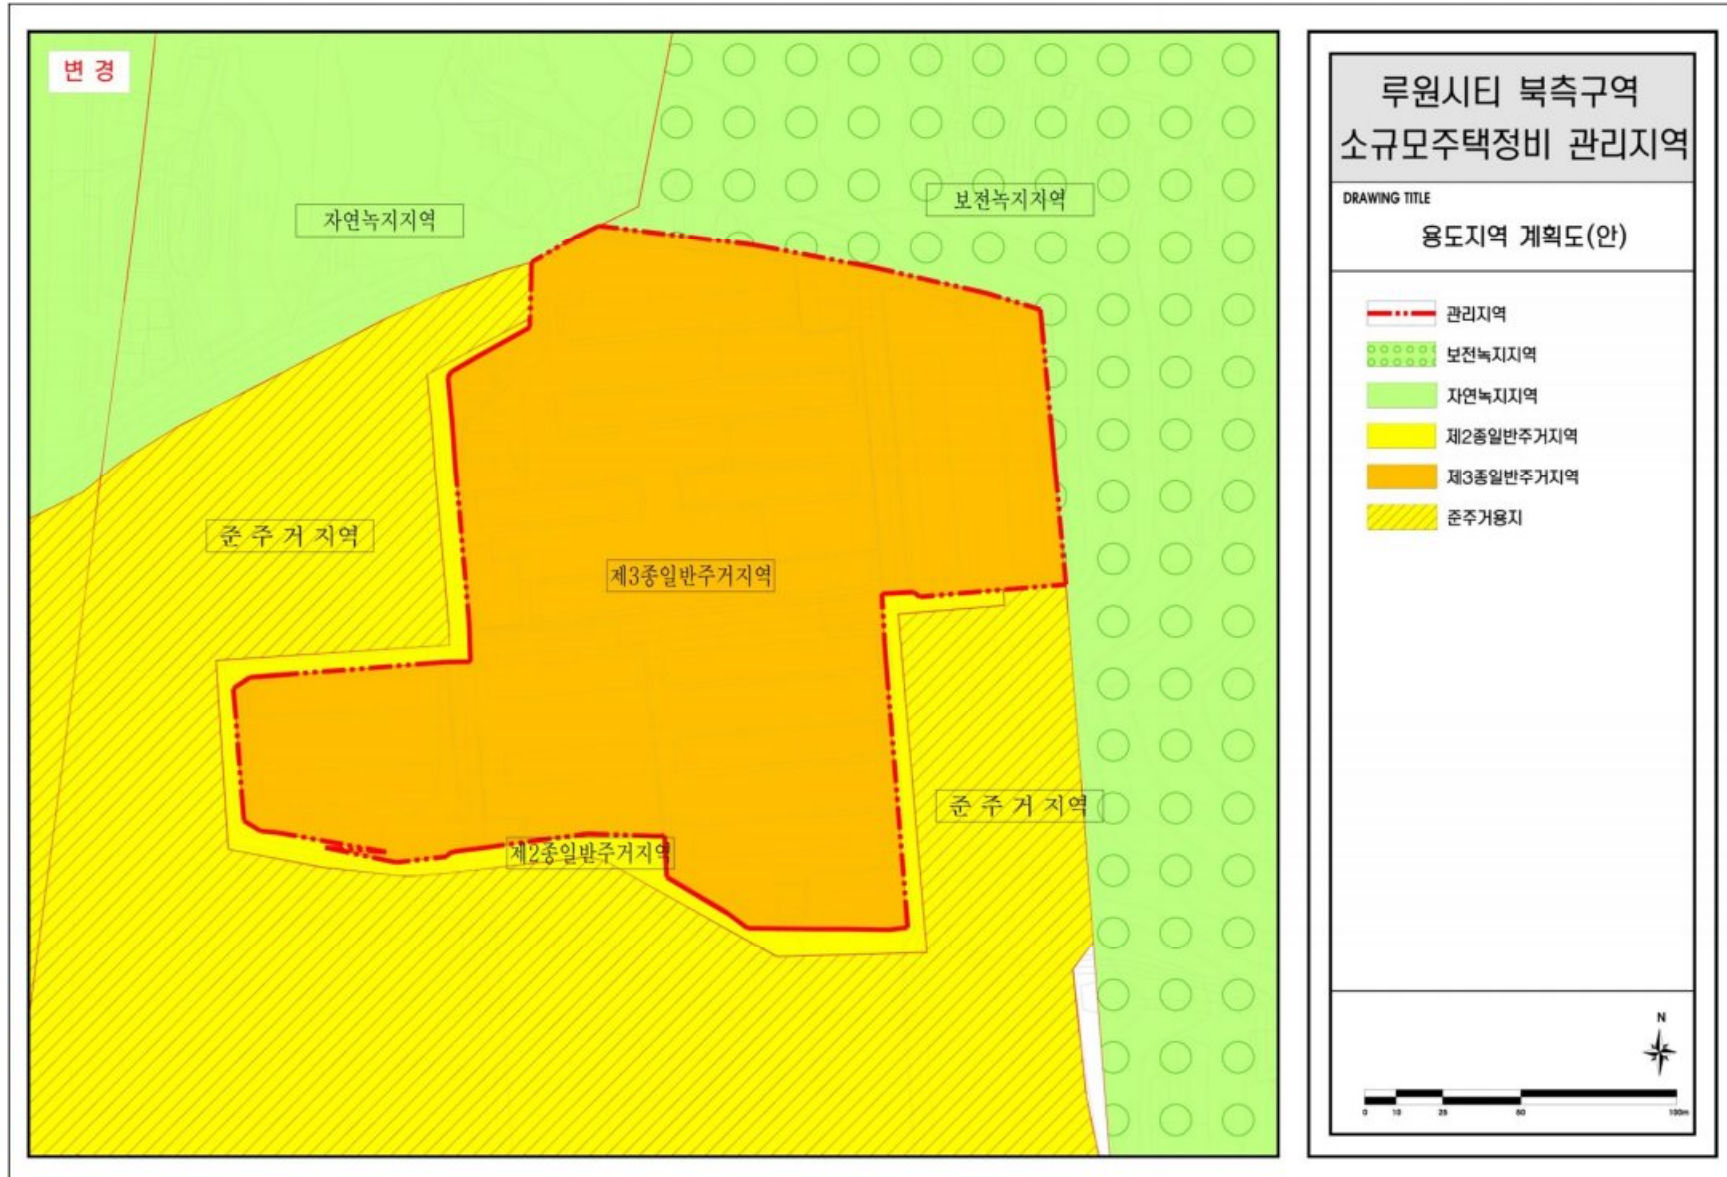 변 경
자연녹지지역
보전녹지지역
준 주 거 지역
제3종일반주거지역
준 주 거 지역
제2종일반주거지역
루원시티 북측구역
소규모주택정비 관리지역
DRAWING TITLE
용도지역 계획도(안)
관리지역
보전녹지지역
자연녹지지역
제2종일반주거지역
제3종일반주거지역
준주거용지
N
0 10 25 50 100m